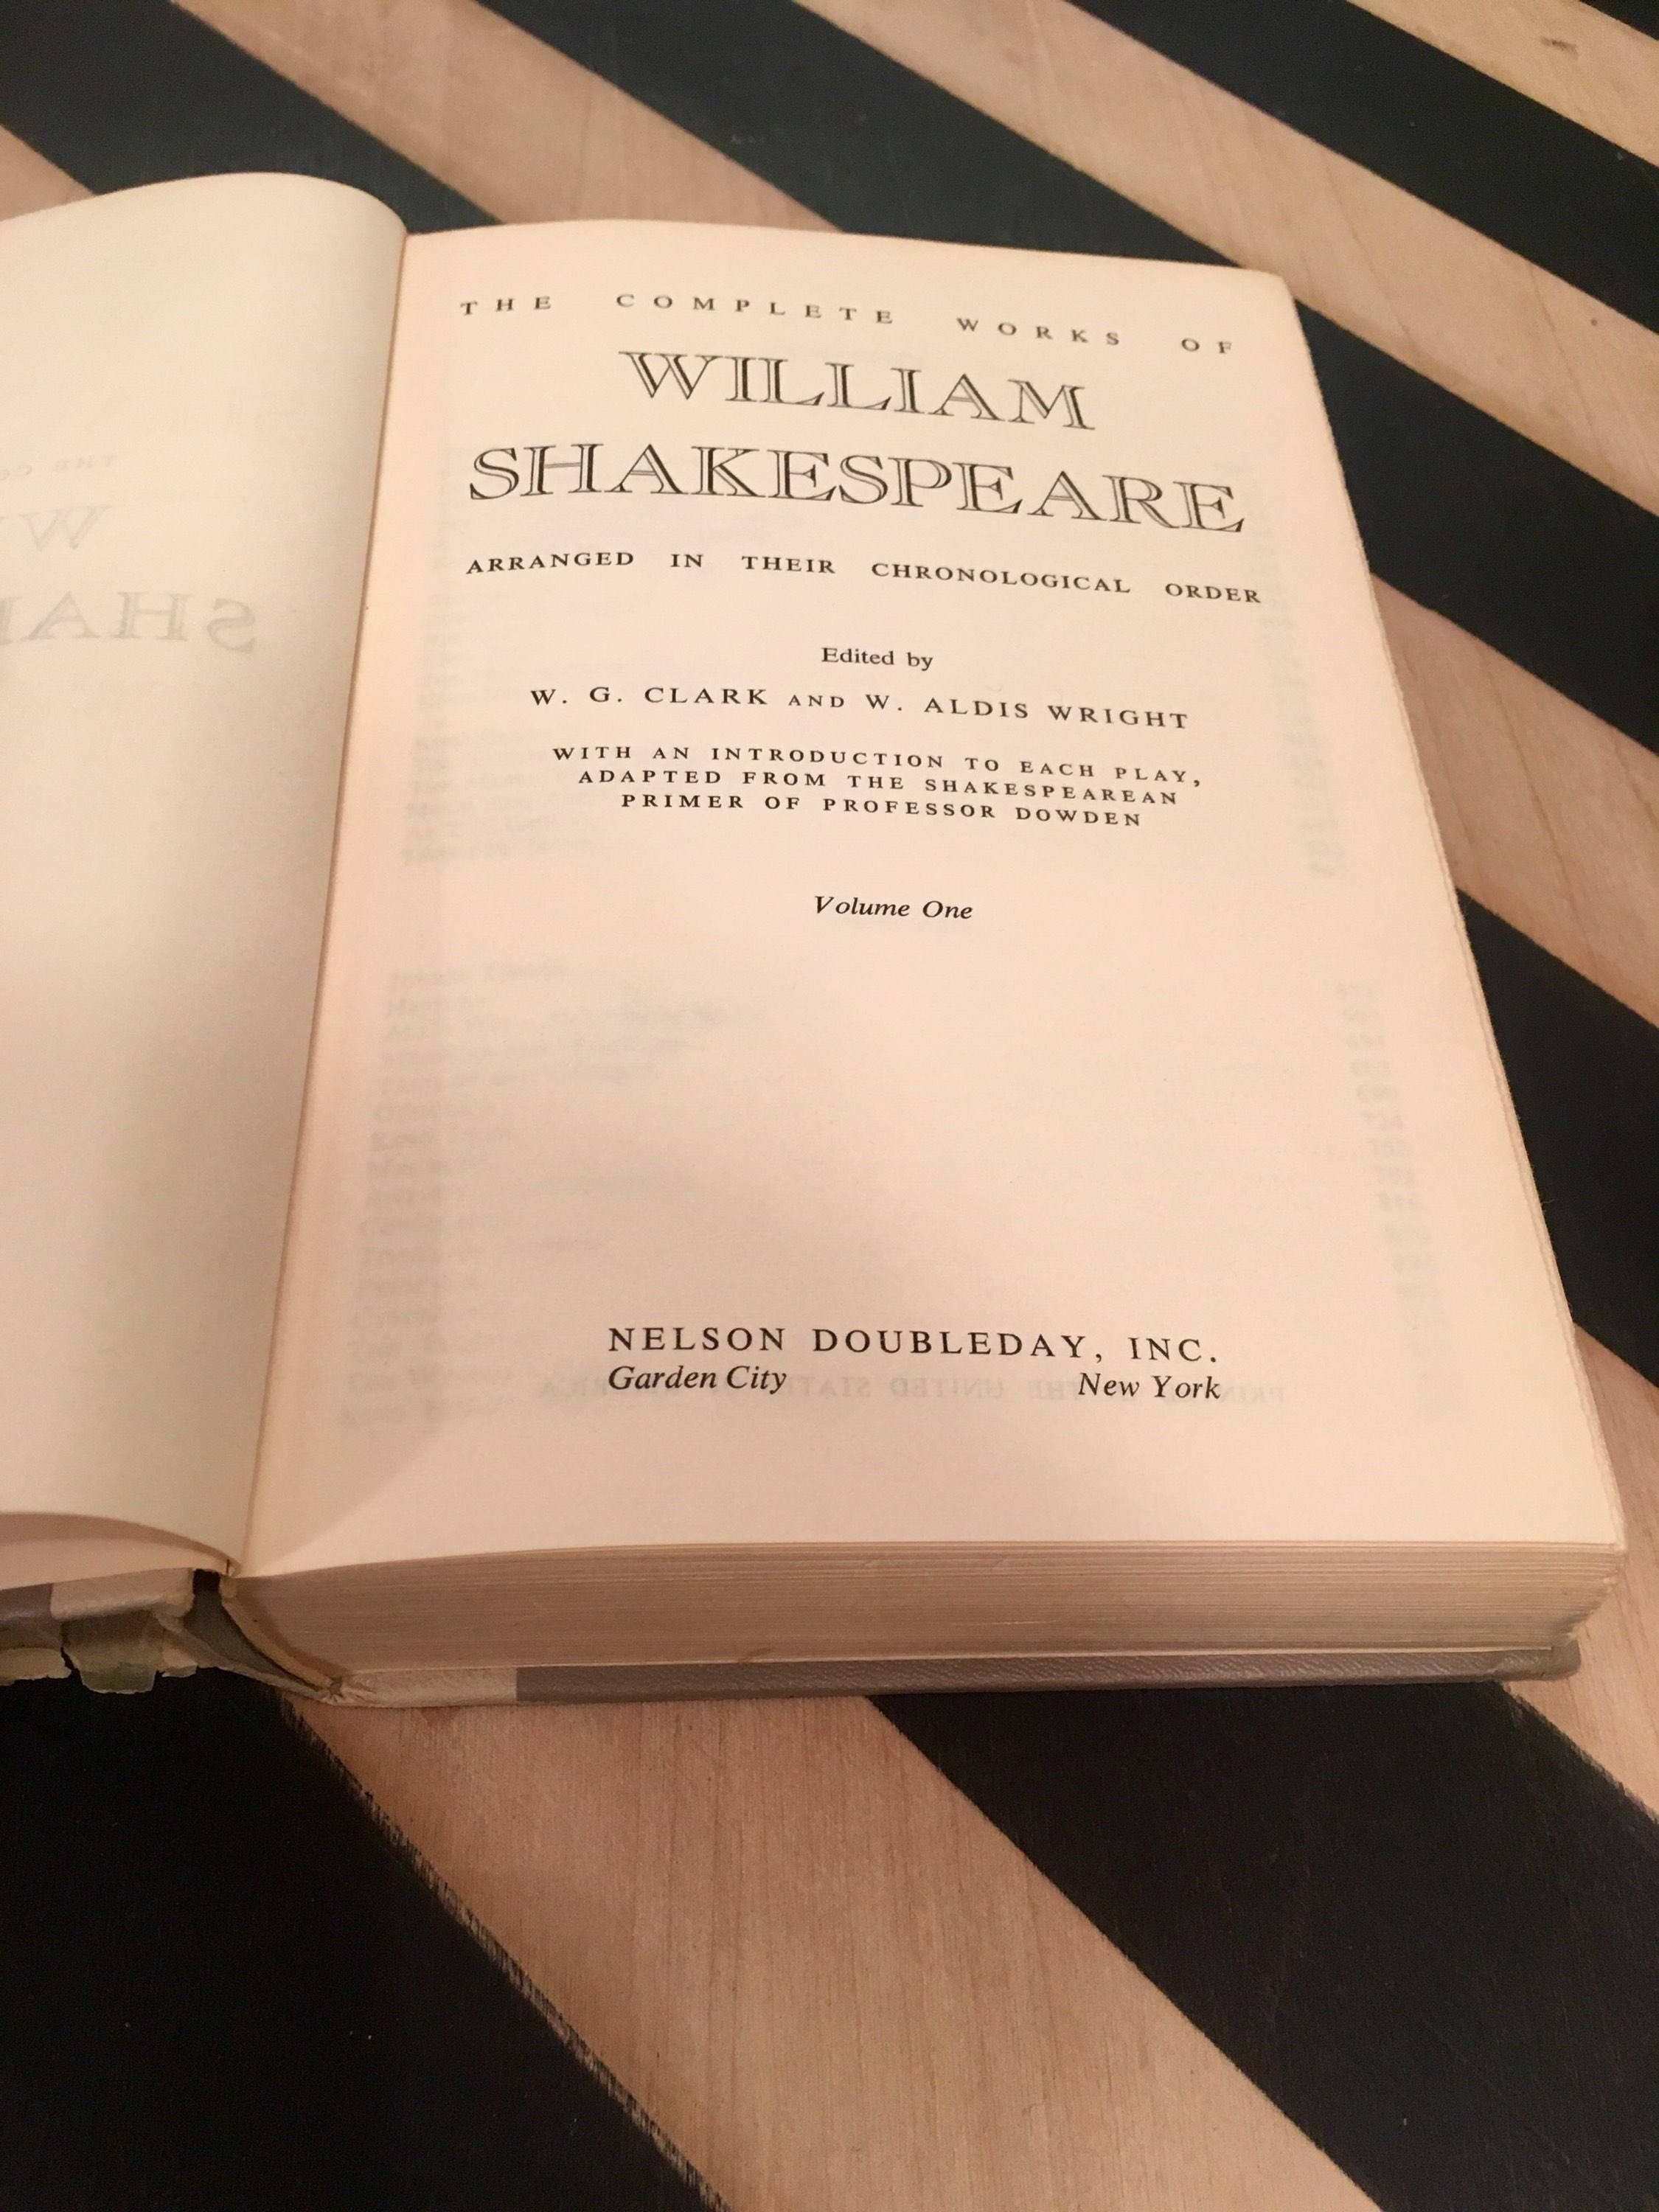 THE COMPLETE WORKS OF
WILLIAM
SHAKESPEARE
ARRANGED IN THEIR CHRONOLOGICAL ORDER
Edited by
W. G. CLARK AND W. ALDIS WRIGHT
WITH AN INTRODUCTION TO EACH PLAY,
ADAPTED FROM THE SHAKESPEAREAN
PRIMER OF PROFESSOR DOWDEN
Volume One
NELSON DOUBLEDAY, INC.
Garden City New York